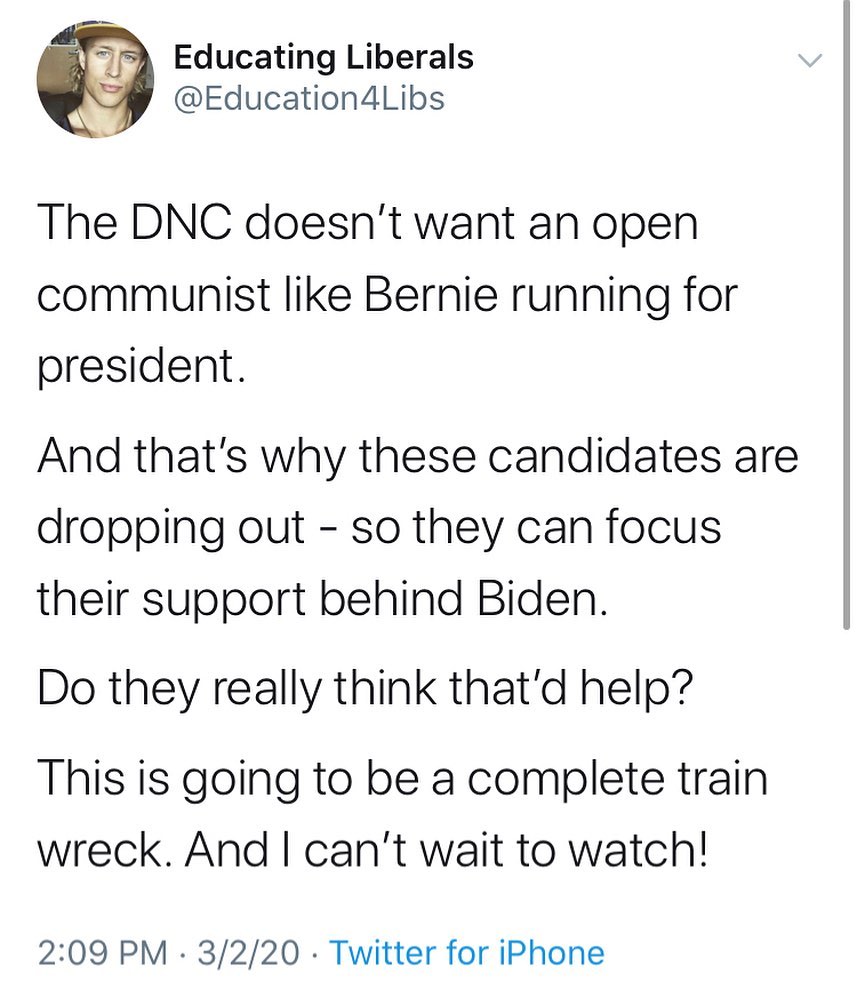 Educating Liberals
@Education4Libs
The DNC doesn’t want an open
communist like Bernie running for
president.
And that’s why these candidates are
dropping out - so they can focus
their support behind Biden.
Do they really think that’d help?
This is going to be a complete train
wreck. And I can’t wait to watch!
2:09 PM · 3/2/20 · Twitter for iPhone